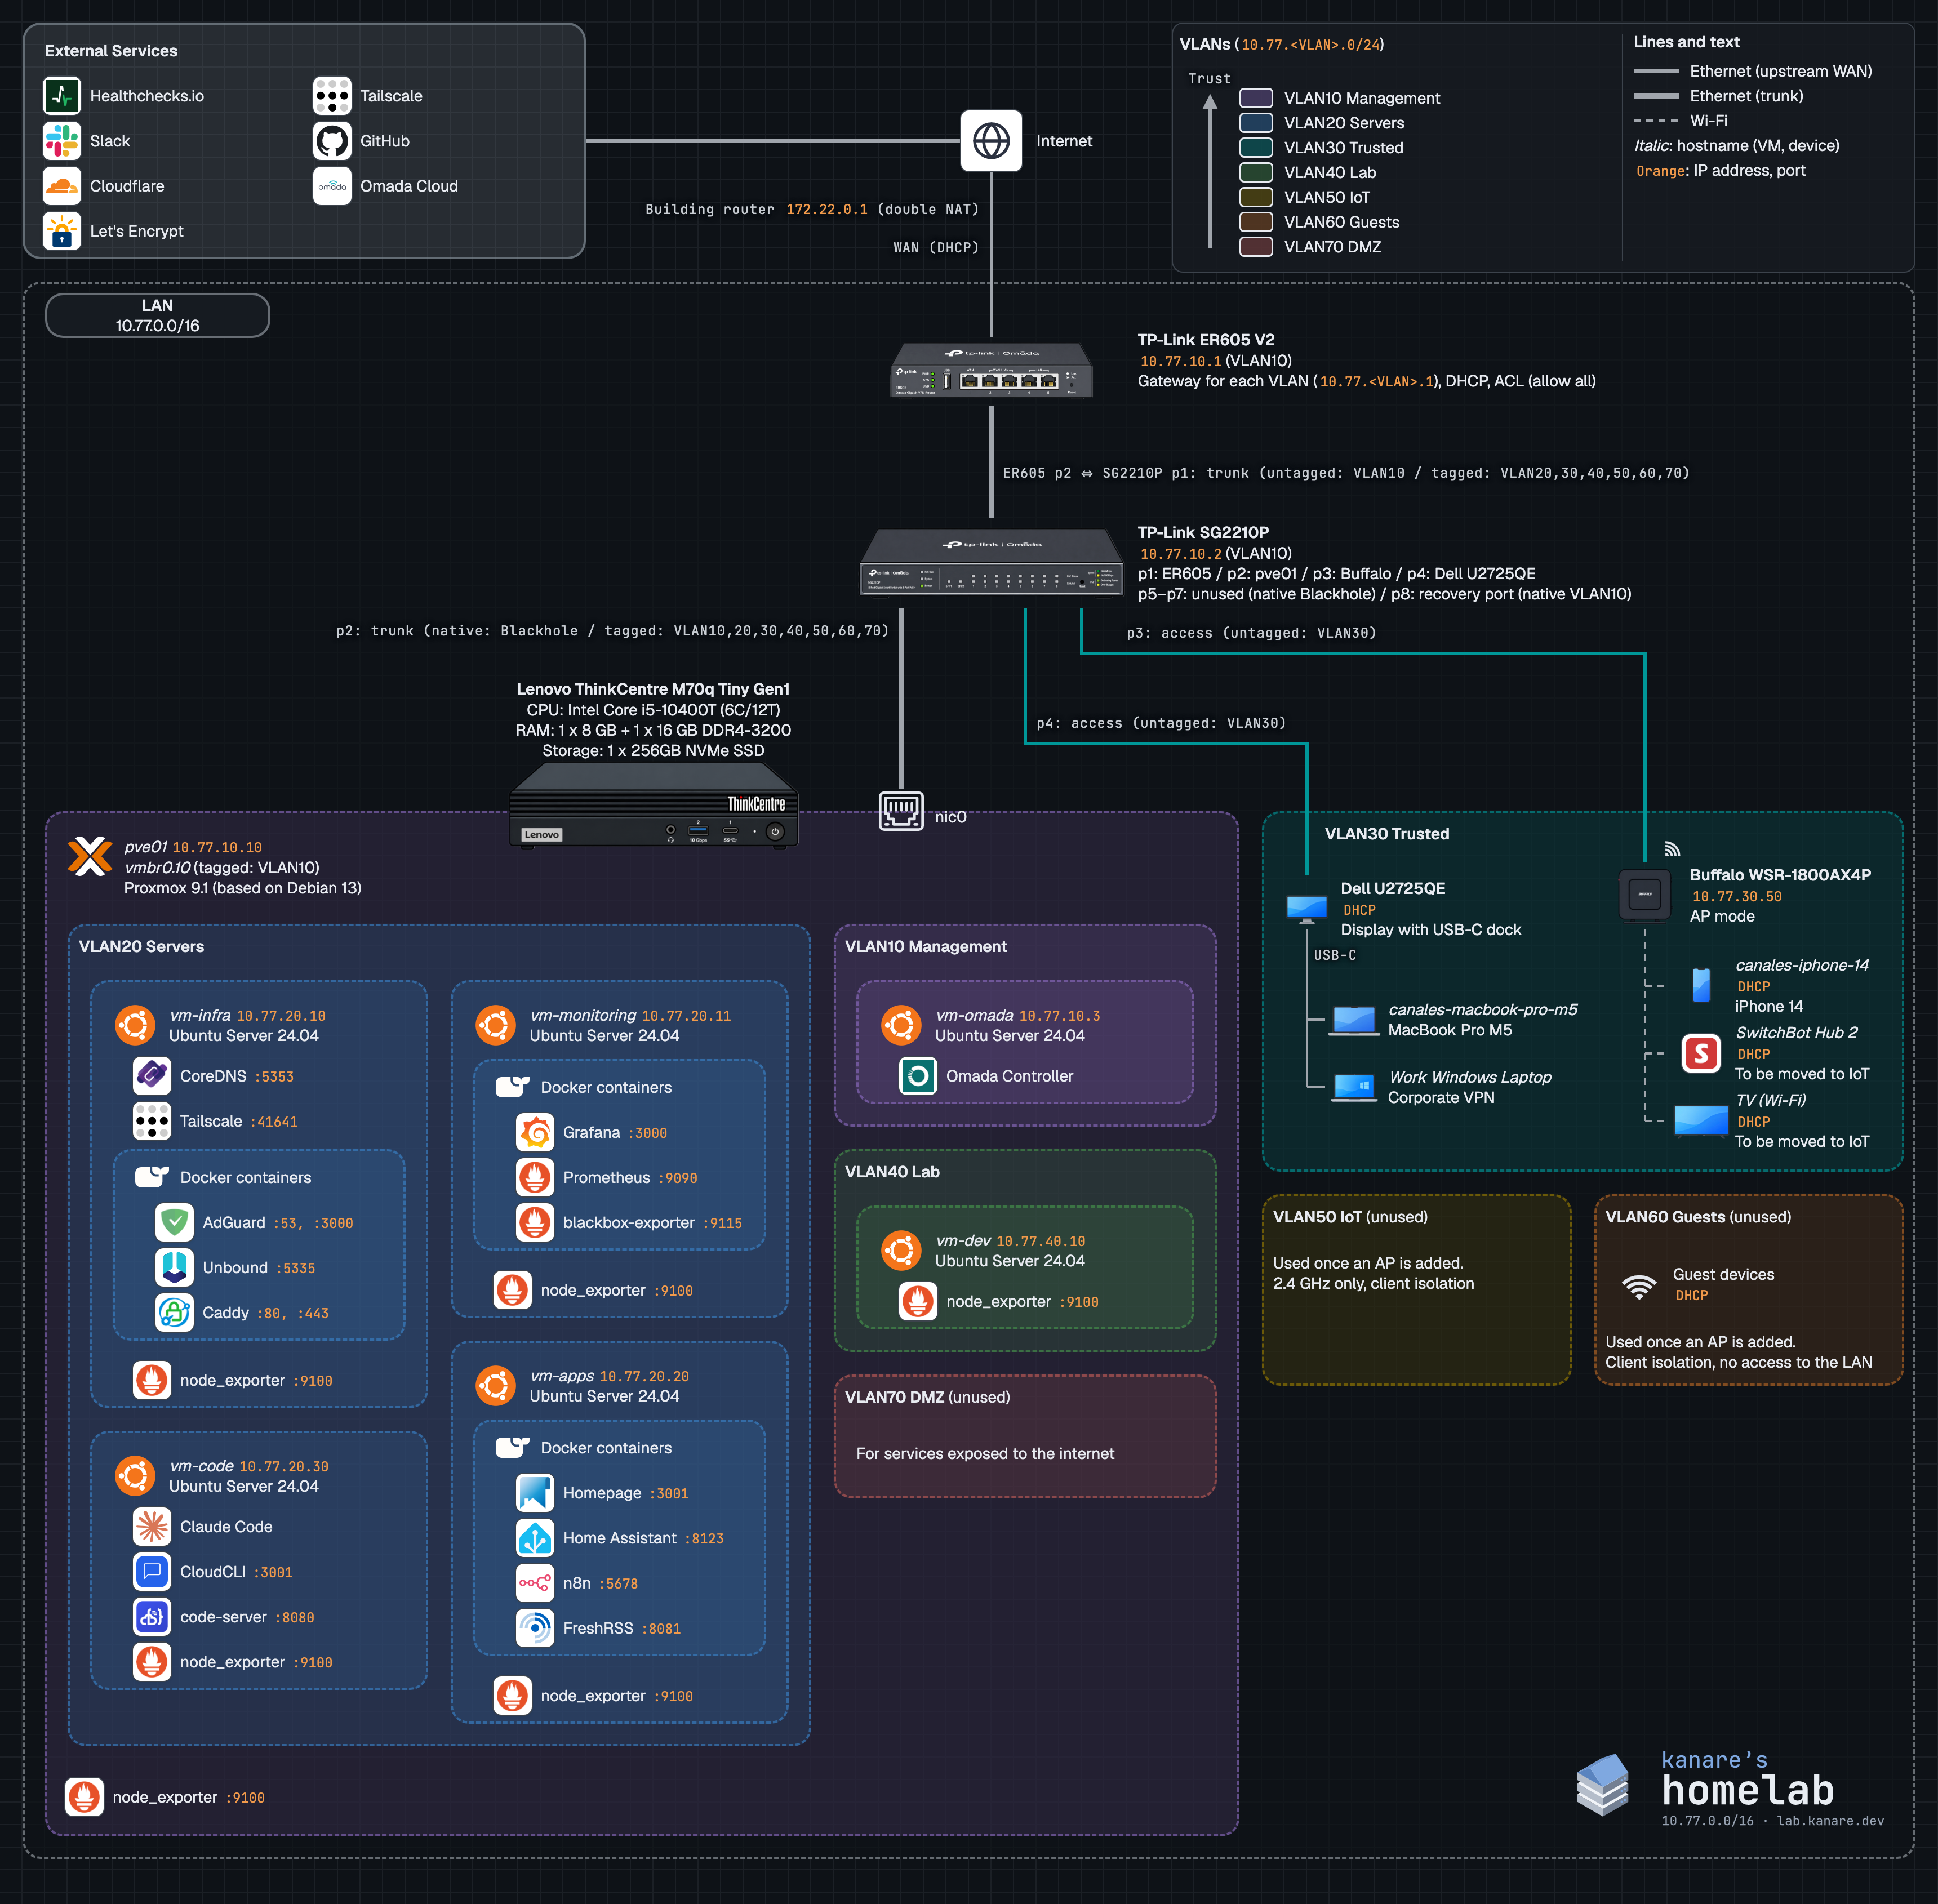 External Services
Healthchecks.io
Tailscale
Slack
GitHub
Cloudflare
omada
Omada Cloud
Let's Encrypt
Internet
Building router 172.22.0.1 (double NAT)
WAN (DHCP)
VLANs (10.77.<VLAN>.0/24)
Trust
VLAN10 Management
VLAN20 Servers
VLAN30 Trusted
VLAN40 Lab
VLAN50 IoT
VLAN60 Guests
VLAN70 DMZ
Lines and text
Ethernet (upstream WAN)
Ethernet (trunk)
Wi-Fi
Italic: hostname (VM, device)
Orange: IP address, port
LAN
10.77.0.0/16
tp-link | Omada
TP-Link ER605 V2
10.77.10.1 (VLAN10)
Gateway for each VLAN (10.77.<VLAN>.1), DHCP, ACL (allow all)
ER605 p2 ⇔ SG2210P p1: trunk (untagged: VLAN10 / tagged: VLAN20,30,40,50,60,70)
tp-link | Omada
TP-Link SG2210P
10.77.10.2 (VLAN10)
p1: ER605 / p2: pve01 / p3: Buffalo / p4: Dell U2725QE
p5–p7: unused (native Blackhole) / p8: recovery port (native VLAN10)
p2: trunk (native: Blackhole / tagged: VLAN10,20,30,40,50,60,70)
p3: access (untagged: VLAN30)
p4: access (untagged: VLAN30)
Lenovo ThinkCentre M70q Tiny Gen1
CPU: Intel Core i5-10400T (6C/12T)
RAM: 1 x 8 GB + 1 x 16 GB DDR4-3200
Storage: 1 x 256GB NVMe SSD
ThinkCentre
Lenovo
nic0
pve01 10.77.10.10
vmbr0.10 (tagged: VLAN10)
Proxmox 9.1 (based on Debian 13)
VLAN20 Servers
vm-infra 10.77.20.10
Ubuntu Server 24.04
CoreDNS :5353
Tailscale :41641
Docker containers
AdGuard :53, :3000
Unbound :5335
Caddy :80, :443
node_exporter :9100
vm-code 10.77.20.30
Ubuntu Server 24.04
Claude Code
CloudCLI :3001
code-server :8080
node_exporter :9100
vm-monitoring 10.77.20.11
Ubuntu Server 24.04
Docker containers
Grafana :3000
Prometheus :9090
blackbox-exporter :9115
node_exporter :9100
vm-apps 10.77.20.20
Ubuntu Server 24.04
Docker containers
Homepage :3001
Home Assistant :8123
n8n :5678
FreshRSS :8081
node_exporter :9100
node_exporter :9100
VLAN10 Management
vm-omada 10.77.10.3
Ubuntu Server 24.04
Omada Controller
VLAN40 Lab
vm-dev 10.77.40.10
Ubuntu Server 24.04
node_exporter :9100
VLAN70 DMZ (unused)
For services exposed to the internet
VLAN30 Trusted
Dell U2725QE
DHCP
Display with USB-C dock
USB-C
canales-macbook-pro-m5
MacBook Pro M5
Work Windows Laptop
Corporate VPN
Buffalo WSR-1800AX4P
10.77.30.50
AP mode
canales-iphone-14
DHCP
iPhone 14
SwitchBot Hub 2
DHCP
To be moved to IoT
TV (Wi-Fi)
DHCP
To be moved to IoT
VLAN50 IoT (unused)
Used once an AP is added.
2.4 GHz only, client isolation
VLAN60 Guests (unused)
Guest devices
DHCP
Used once an AP is added.
Client isolation, no access to the LAN
kanare's
homelab
10.77.0.0/16 · lab.kanare.dev